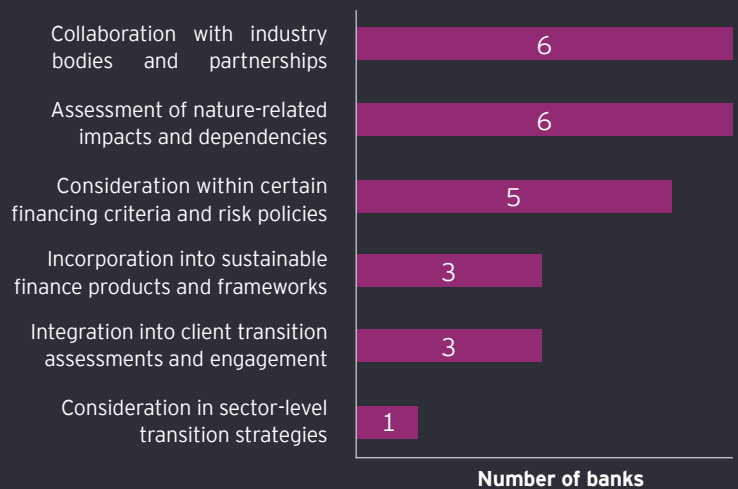 Collaboration with industry
bodies and partnerships
6
Assessment of nature-related
impacts and dependencies
6
Consideration within certain
financing criteria and risk policies
5
Incorporation into sustainable
finance products and frameworks
3
Integration into client transition
assessments and engagement
3
Consideration in sector-level
transition strategies
1
Number of banks